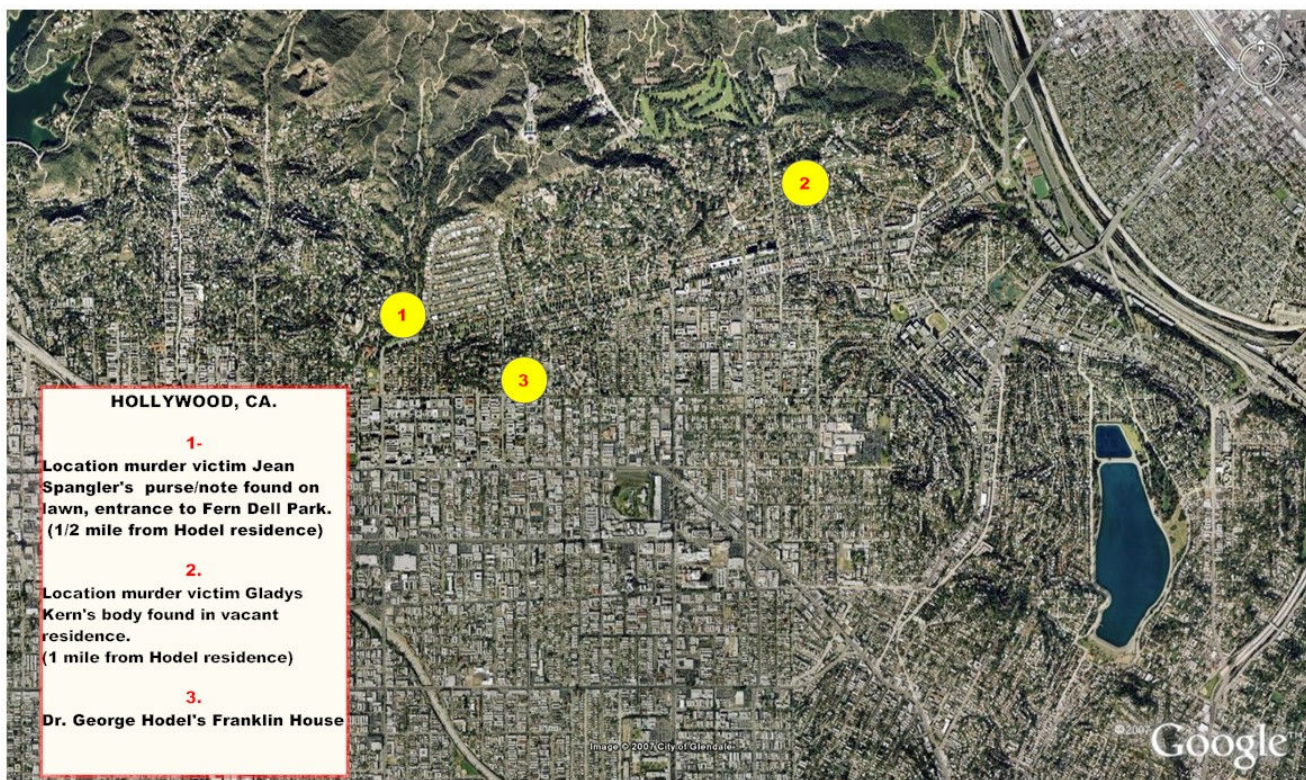 N
1
2
3
HOLLYWOOD, CA.
1-
Location murder victim Jean
Spangler's purse/note found on
lawn, entrance to Fern Dell Park.
(1/2 mile from Hodel residence)
2.
Location murder victim Gladys
Kern's body found in vacant
residence.
(1 mile from Hodel residence)
3.
Dr. George Hodel's Franklin House
Image © 2007 City of Glendale
© 2007
Google™